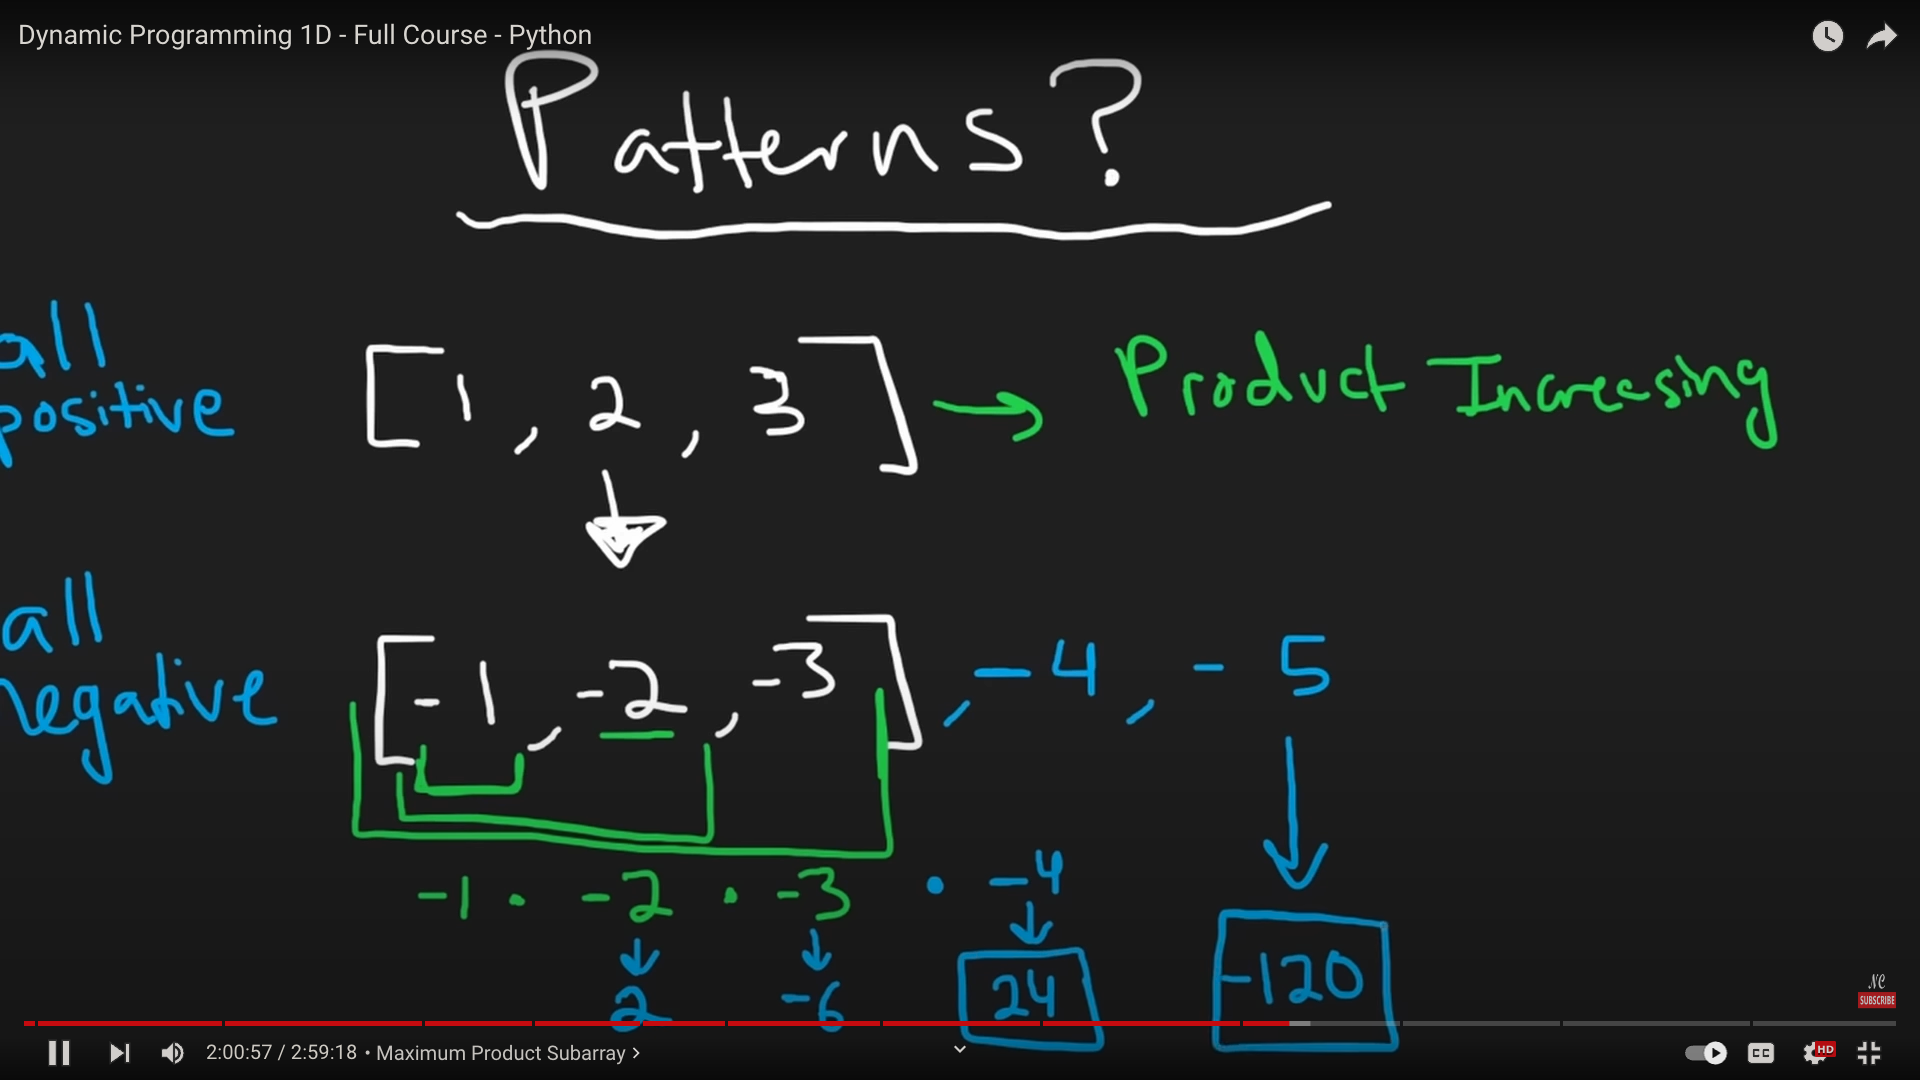 Dynamic Programming 1D - Full Course - Python
Patterns?
all
positive
[1, 2, 3] → Product Increasing
all
negative
[-1, -2, -3], -4, - 5
-1 · -2 · -3 · -4
2 -6 24 -120
NC
SUBSCRIBE
2:00:57 / 2:59:18 • Maximum Product Subarray >
CC
HD